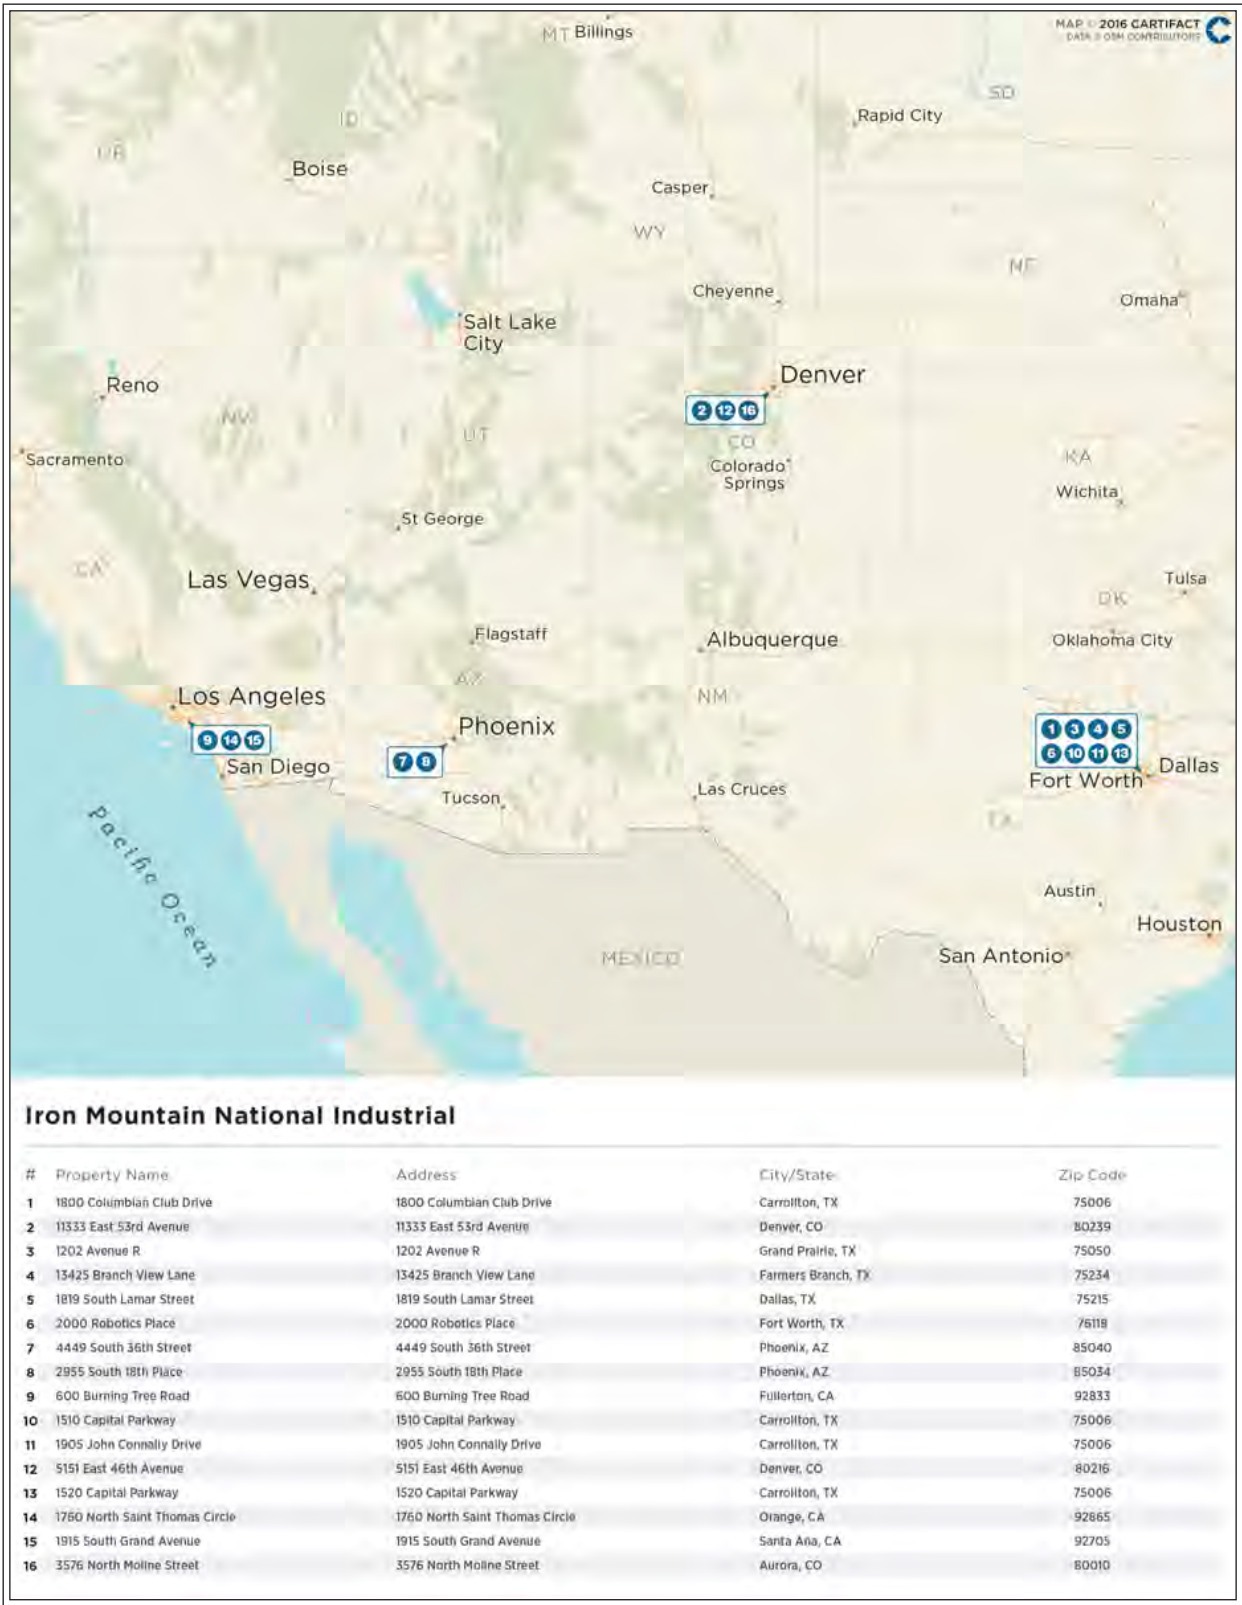 MT Billings
MAP © 2016 CARTIFACT
DATA © OSM CONTRIBUTORS
SD
Rapid City
ID
OR
Boise
Casper
WY
NE
Cheyenne
Omaha
Salt Lake
City
Denver
Reno
2 12 16
NV
UT
CO
KA
Sacramento
Colorado
Springs
Wichita
St George
CA
Las Vegas
Tulsa
OK
Flagstaff
Albuquerque
Oklahoma City
AZ
Los Angeles
NM
Phoenix
1 3 4 5
9 14 15
7 8
6 10 11 13
San Diego
Dallas
Fort Worth
Tucson
Las Cruces
TX
Pacific Ocean
Austin
Houston
MEXICO
San Antonio
Iron Mountain National Industrial
# Property Name Address City/State Zip Code
1 1800 Columbian Club Drive 1800 Columbian Club Drive Carrollton, TX 75006
2 11333 East 53rd Avenue 11333 East 53rd Avenue Denver, CO 80239
3 1202 Avenue R 1202 Avenue R Grand Prairie, TX 75050
4 13425 Branch View Lane 13425 Branch View Lane Farmers Branch, TX 75234
5 1819 South Lamar Street 1819 South Lamar Street Dallas, TX 75215
6 2000 Robotics Place 2000 Robotics Place Fort Worth, TX 76118
7 4449 South 36th Street 4449 South 36th Street Phoenix, AZ 85040
8 2955 South 18th Place 2955 South 18th Place Phoenix, AZ 85034
9 600 Burning Tree Road 600 Burning Tree Road Fullerton, CA 92833
10 1510 Capital Parkway 1510 Capital Parkway Carrollton, TX 75006
11 1905 John Connally Drive 1905 John Connally Drive Carrollton, TX 75006
12 5151 East 46th Avenue 5151 East 46th Avenue Denver, CO 80216
13 1520 Capital Parkway 1520 Capital Parkway Carrollton, TX 75006
14 1760 North Saint Thomas Circle 1760 North Saint Thomas Circle Orange, CA 92865
15 1915 South Grand Avenue 1915 South Grand Avenue Santa Ana, CA 92705
16 3576 North Moline Street 3576 North Moline Street Aurora, CO 80010